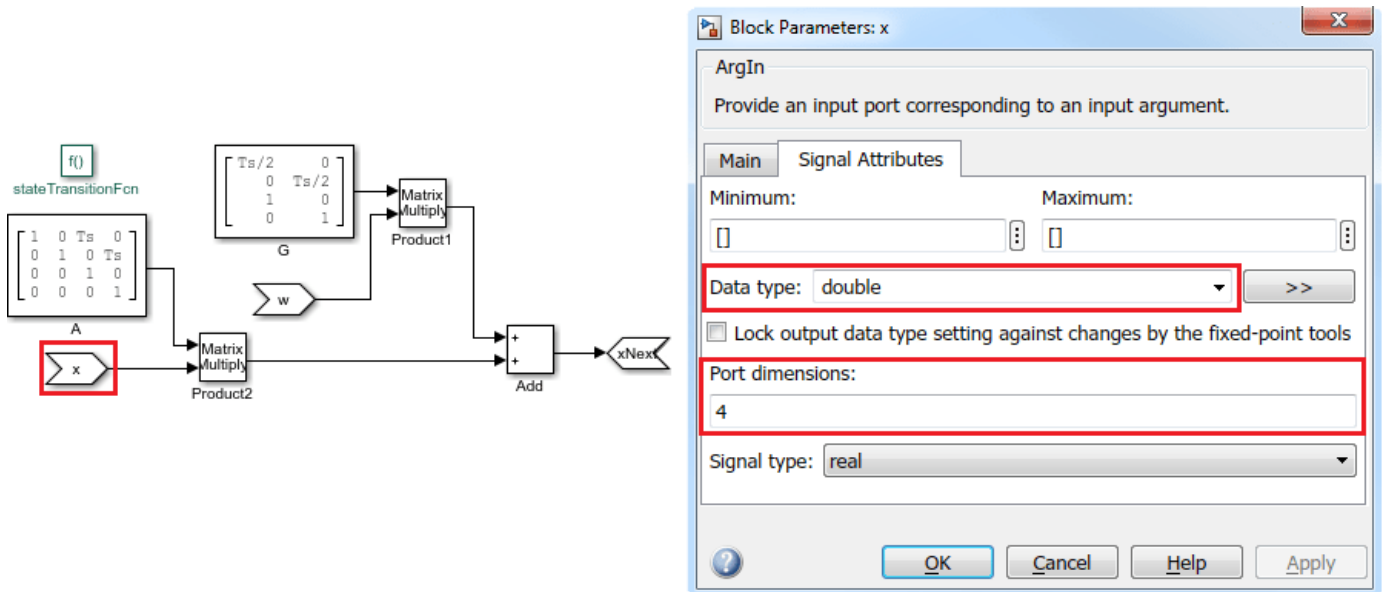 f()
stateTransitionFcn
Ts/2 0
0 Ts/2
1 0
0 1
G
Matrix
Multiply
Product1
w
1 0 Ts 0
0 1 0 Ts
0 0 1 0
0 0 0 1
A
x
Matrix
Multiply
Product2
+
+
Add
xNext
Block Parameters: x
ArgIn
Provide an input port corresponding to an input argument.
Main Signal Attributes
Minimum: Maximum:
[] []
Data type: double >>
Lock output data type setting against changes by the fixed-point tools
Port dimensions:
4
Signal type: real
OK Cancel Help Apply